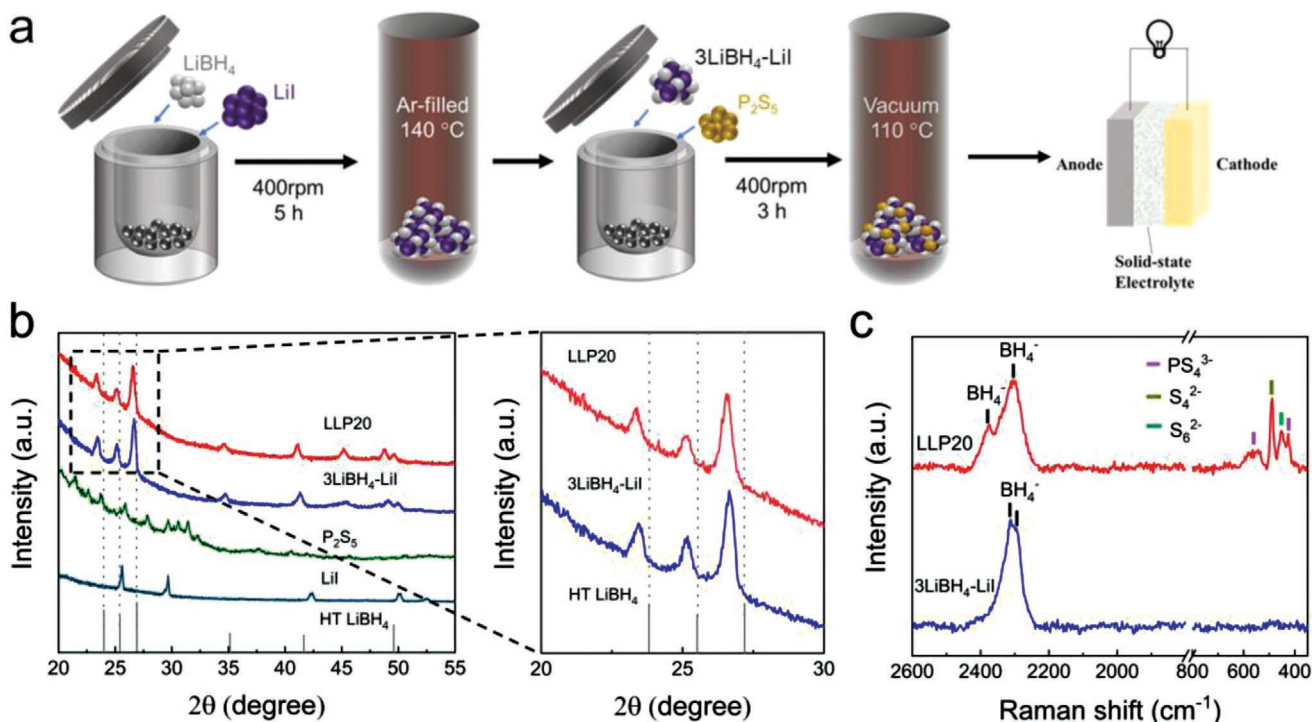 a
LiBH₄
LiI
400rpm
5 h
Ar-filled
140 °C
3LiBH₄-LiI
P₂S₅
400rpm
3 h
Vacuum
110 °C
Anode
Cathode
Solid-state
Electrolyte
b
Intensity (a.u.)
LLP20
3LiBH₄-LiI
P₂S₅
LiI
HT LiBH₄
20 25 30 35 40 45 50 55
2θ (degree)
Intensity (a.u.)
LLP20
3LiBH₄-LiI
HT LiBH₄
20 25 30
2θ (degree)
c
Intensity (a.u.)
BH₄⁻
BH₄⁻
LLP20
PS₄³⁻
S₄²⁻
S₆²⁻
BH₄⁻
3LiBH₄-LiI
2600 2400 2200 2000 800 600 400
Raman shift (cm⁻¹)